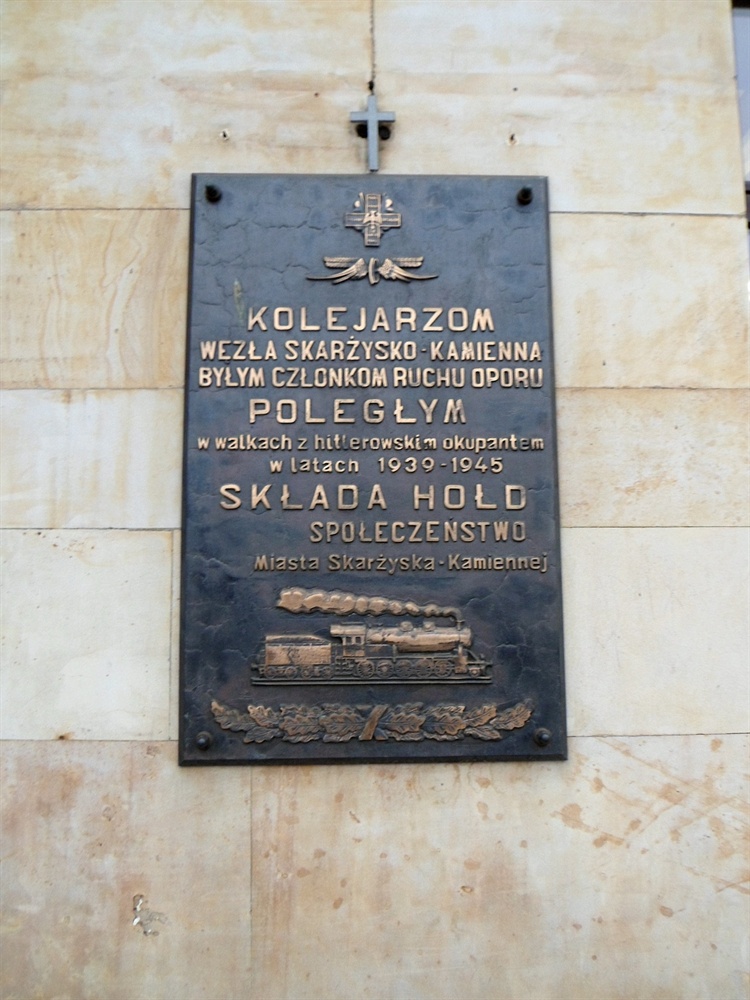 KOLEJARZOM
WĘZŁA SKARŻYSKO-KAMIENNA
BYŁYM CZŁONKOM RUCHU OPORU
POLEGŁYM
w walkach z hitlerowskim okupantem
w latach 1939-1945
SKŁADA HOŁD
SPOŁECZEŃSTWO
Miasta Skarżyska-Kamiennej